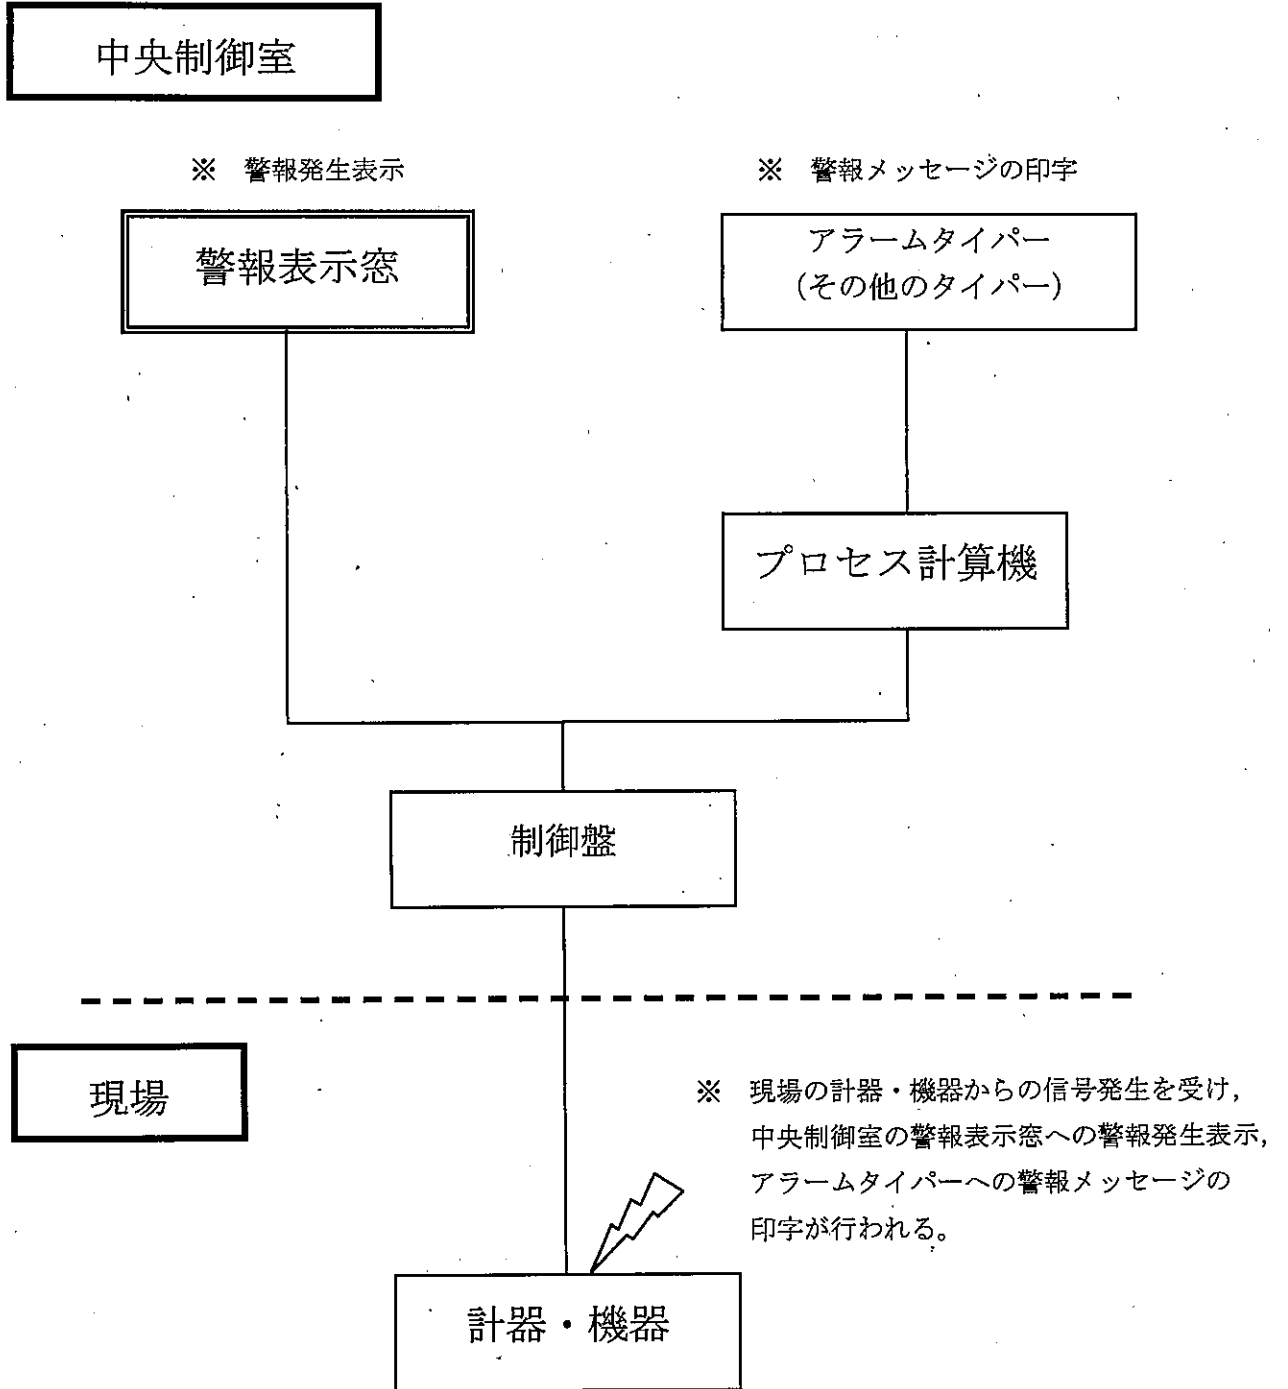 中央制御室
※ 警報発生表示
※ 警報メッセージの印字
警報表示窓
アラームタイパー
(その他のタイパー)
プロセス計算機
制御盤
現場
※ 現場の計器・機器からの信号発生を受け,
中央制御室の警報表示窓への警報発生表示,
アラームタイパーへの警報メッセージの
印字が行われる。
計器・機器